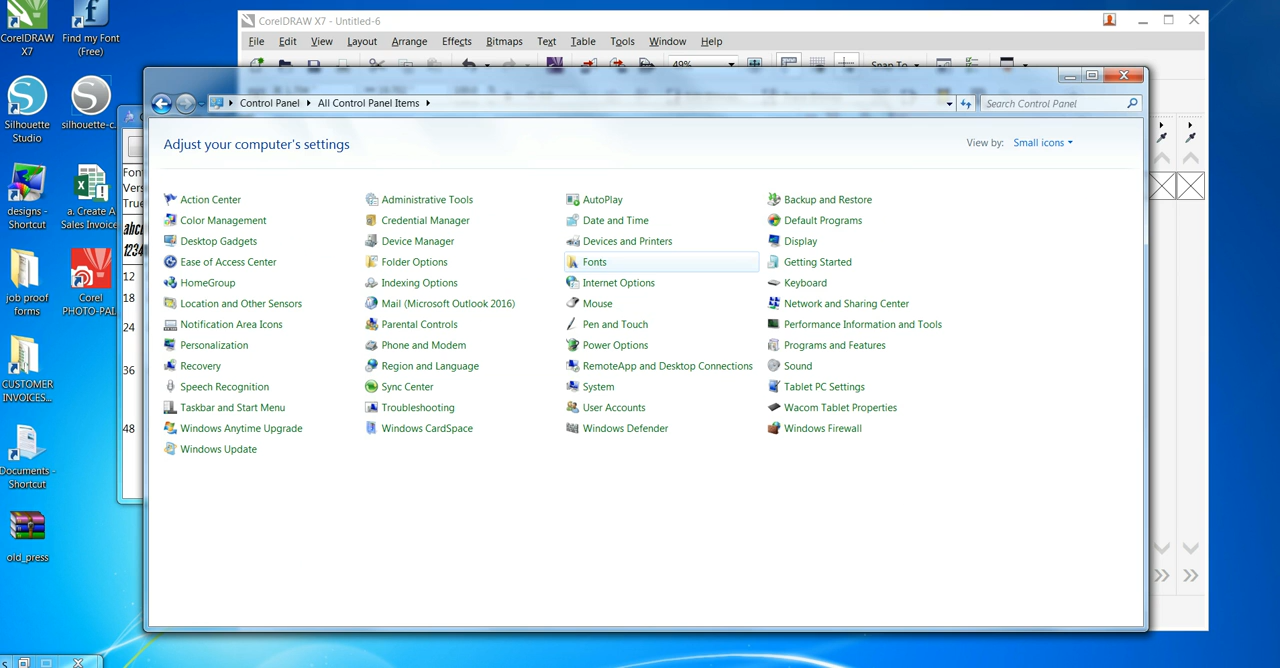 CorelDRAW X7 - Untitled-6
File Edit View Layout Arrange Effects Bitmaps Text Table Tools Window Help
49% Snap To
Control Panel All Control Panel Items
Search Control Panel
Adjust your computer's settings
View by: Small icons
Action Center Administrative Tools AutoPlay Backup and Restore
Color Management Credential Manager Date and Time Default Programs
Desktop Gadgets Device Manager Devices and Printers Display
Ease of Access Center Folder Options Fonts Getting Started
HomeGroup Indexing Options Internet Options Keyboard
Location and Other Sensors Mail (Microsoft Outlook 2016) Mouse Network and Sharing Center
Notification Area Icons Parental Controls Pen and Touch Performance Information and Tools
Personalization Phone and Modem Power Options Programs and Features
Recovery Region and Language RemoteApp and Desktop Connections Sound
Speech Recognition Sync Center System Tablet PC Settings
Taskbar and Start Menu Troubleshooting User Accounts Wacom Tablet Properties
Windows Anytime Upgrade Windows CardSpace Windows Defender Windows Firewall
Windows Update
CorelDRAW
X7
Find my Font
(Free)
Silhouette
Studio
silhouette-c...
designs -
Shortcut
a. Create A
Sales Invoice
job proof
forms
Corel
PHOTO-PAI
CUSTOMER
INVOICES...
Documents -
Shortcut
old_press
Fon
Vers
True
abc
1234
12
18
24
36
48